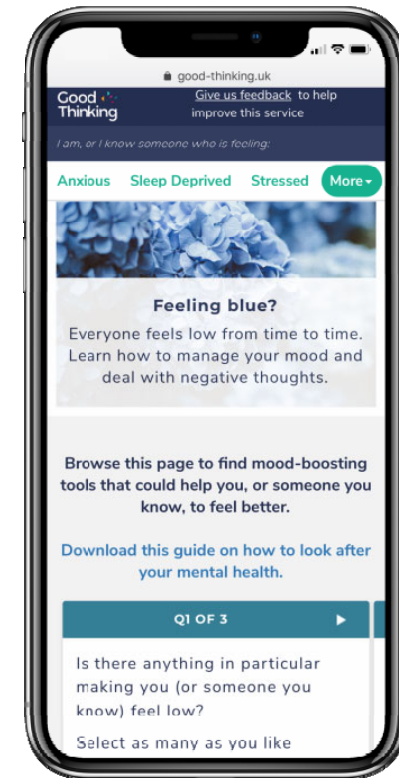 good-thinking.uk
Good
Thinking
Give us feedback to help
improve this service
I am, or I know someone who is feeling:
Anxious Sleep Deprived Stressed More
Feeling blue?
Everyone feels low from time to time.
Learn how to manage your mood and
deal with negative thoughts.
Browse this page to find mood-boosting
tools that could help you, or someone you
know, to feel better.
Download this guide on how to look after
your mental health.
Q1 OF 3
Is there anything in particular
making you (or someone you
know) feel low?
Select as many as you like